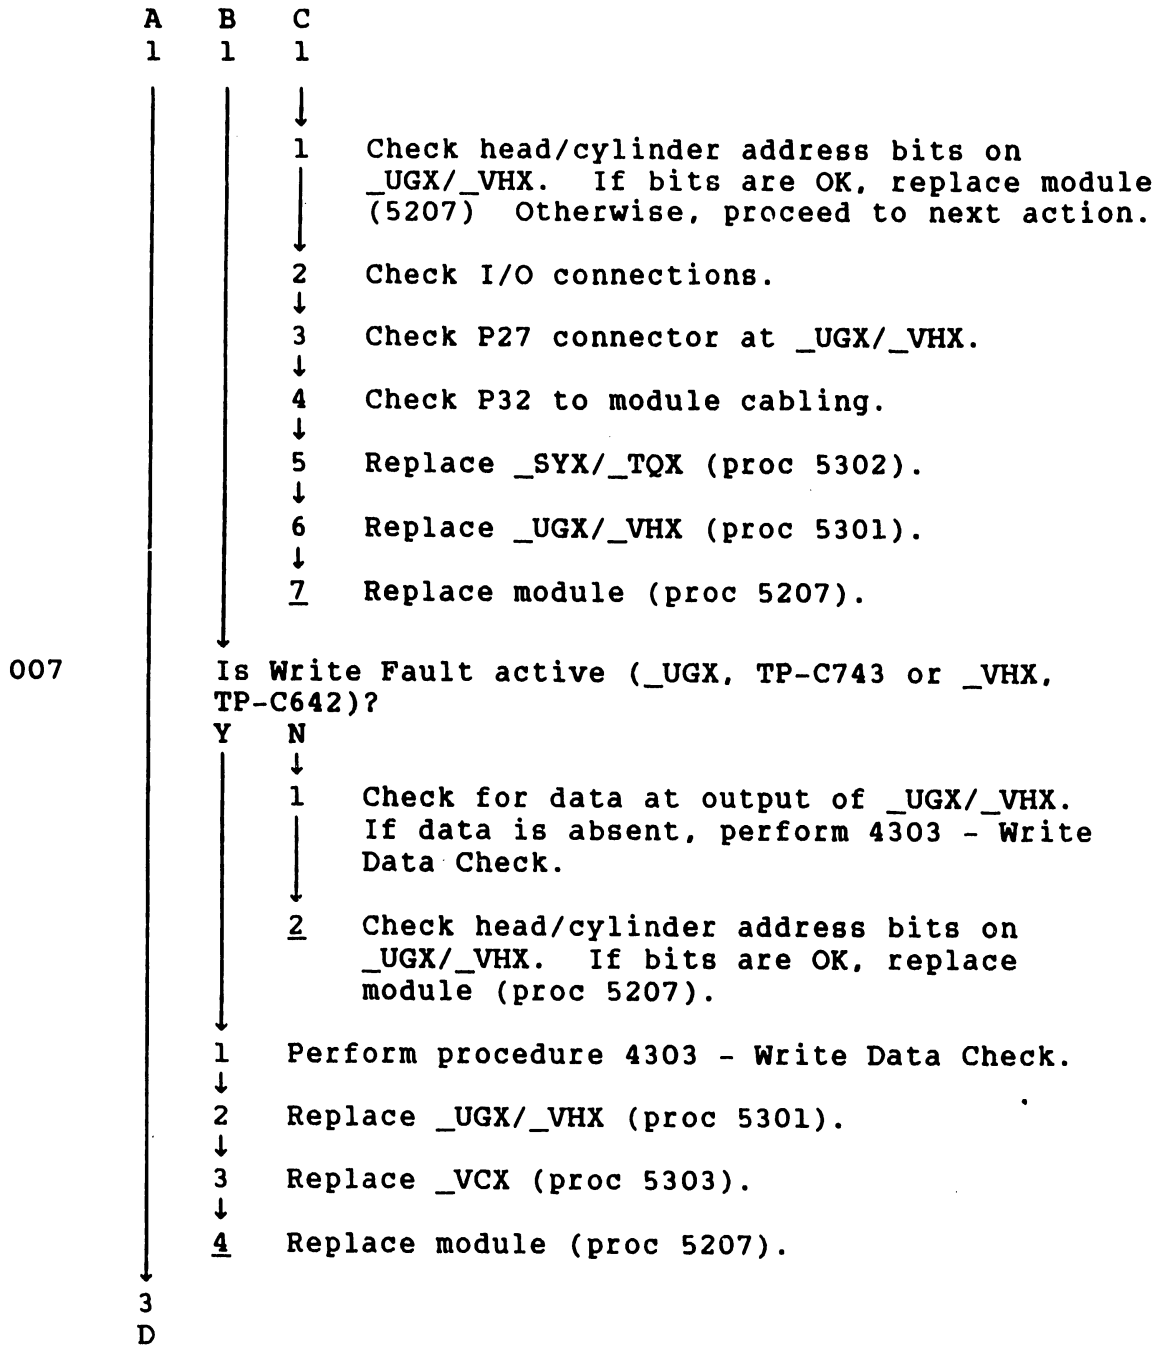 A B C
1 1 1
1 Check head/cylinder address bits on
_UGX/_VHX. If bits are OK, replace module
(5207) Otherwise, proceed to next action.
2 Check I/O connections.
3 Check P27 connector at _UGX/_VHX.
4 Check P32 to module cabling.
5 Replace _SYX/_TQX (proc 5302).
6 Replace _UGX/_VHX (proc 5301).
7 Replace module (proc 5207).
007 Is Write Fault active (_UGX, TP-C743 or _VHX,
TP-C642)?
Y N
1 Check for data at output of _UGX/_VHX.
If data is absent, perform 4303 - Write
Data Check.
2 Check head/cylinder address bits on
_UGX/_VHX. If bits are OK, replace
module (proc 5207).
1 Perform procedure 4303 - Write Data Check.
2 Replace _UGX/_VHX (proc 5301).
3 Replace _VCX (proc 5303).
4 Replace module (proc 5207).
3
D